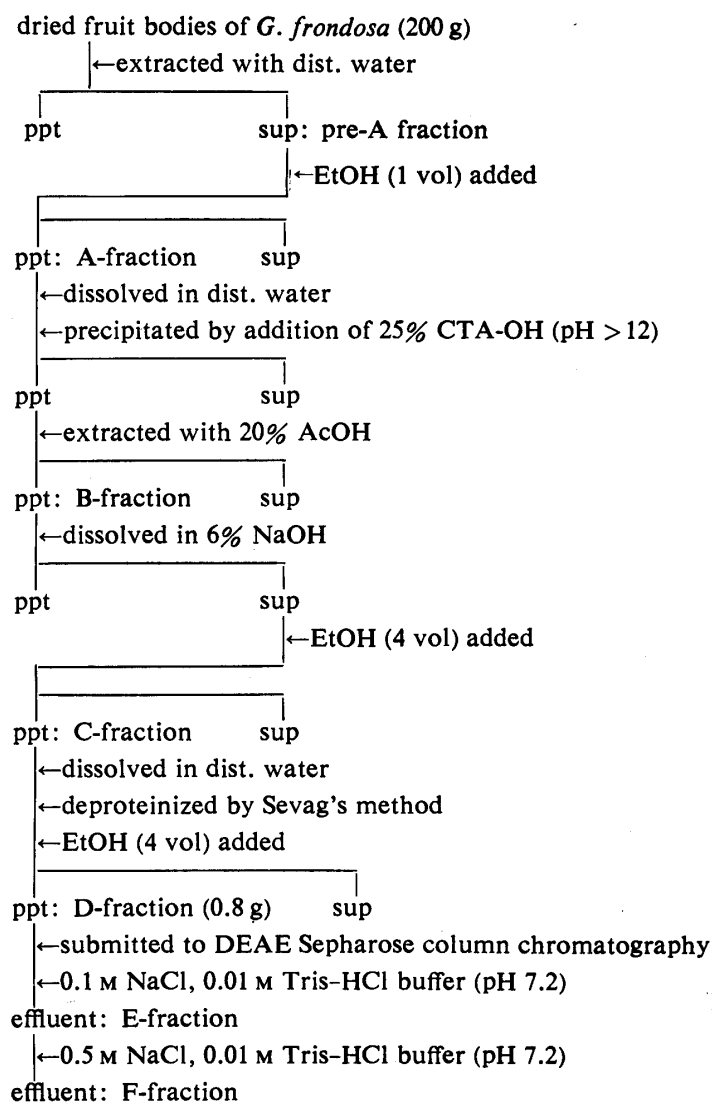 dried fruit bodies of G. frondosa (200 g)
←extracted with dist. water
ppt sup: pre-A fraction
←EtOH (1 vol) added
ppt: A-fraction sup
←dissolved in dist. water
←precipitated by addition of 25% CTA-OH (pH >12)
ppt sup
←extracted with 20% AcOH
ppt: B-fraction sup
←dissolved in 6% NaOH
ppt sup
←EtOH (4 vol) added
ppt: C-fraction sup
←dissolved in dist. water
←deproteinized by Sevag's method
←EtOH (4 vol) added
ppt: D-fraction (0.8 g) sup
←submitted to DEAE Sepharose column chromatography
←0.1 M NaCl, 0.01 M Tris–HCl buffer (pH 7.2)
effluent: E-fraction
←0.5 M NaCl, 0.01 M Tris–HCl buffer (pH 7.2)
effluent: F-fraction